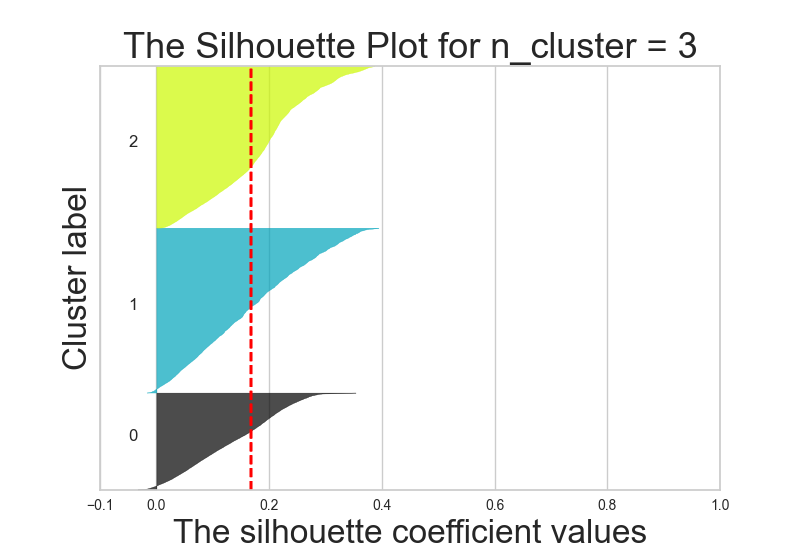 The Silhouette Plot for n_cluster = 3
Cluster label
2
1
0
−0.1 0.0 0.2 0.4 0.6 0.8 1.0
The silhouette coefficient values